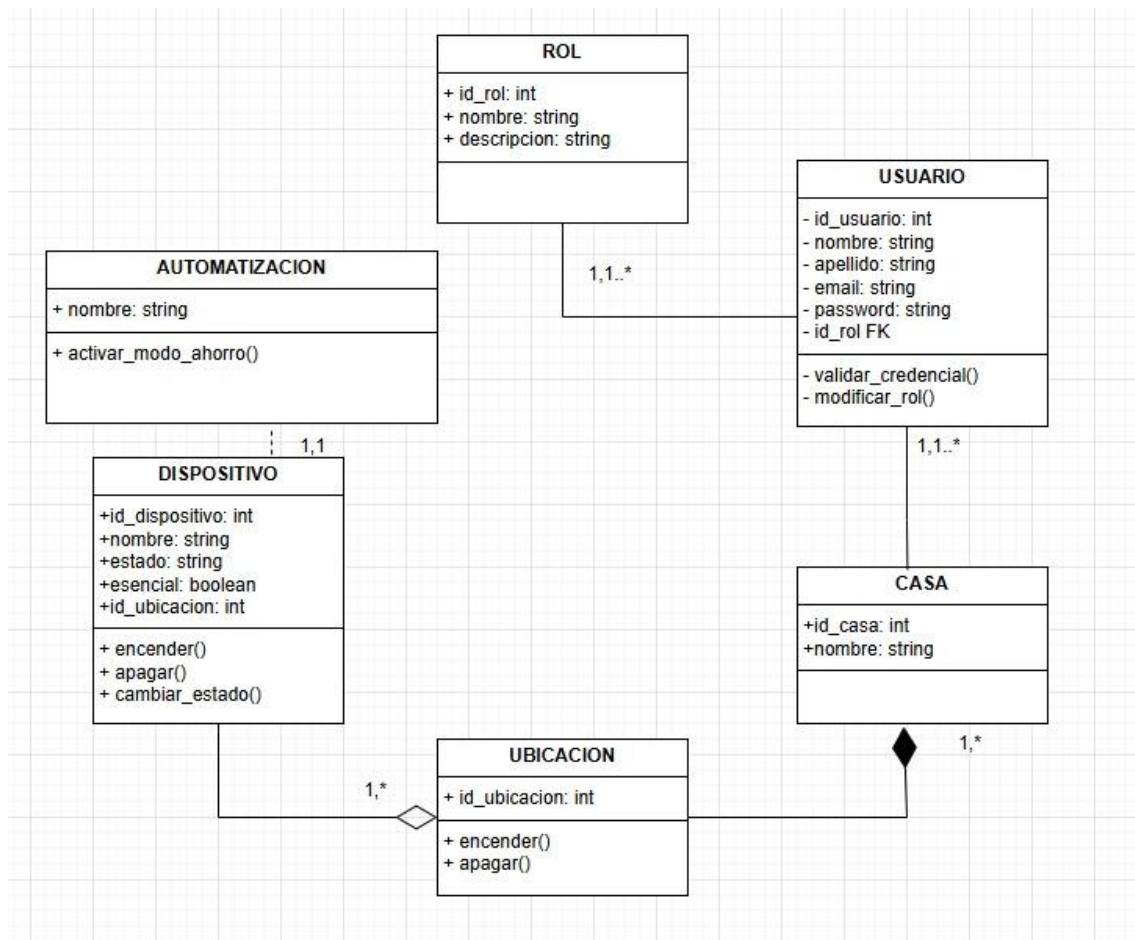 ROL
+ id_rol: int
+ nombre: string
+ descripcion: string
USUARIO
- id_usuario: int
- nombre: string
- apellido: string
- email: string
- password: string
- id_rol FK
- validar_credencial()
- modificar_rol()
1,1..*
AUTOMATIZACION
+ nombre: string
+ activar_modo_ahorro()
1,1
1,1..*
DISPOSITIVO
+id_dispositivo: int
+nombre: string
+estado: string
+esencial: boolean
+id_ubicacion: int
+ encender()
+ apagar()
+ cambiar_estado()
CASA
+id_casa: int
+nombre: string
1,*
UBICACION
+ id_ubicacion: int
+ encender()
+ apagar()
1,*